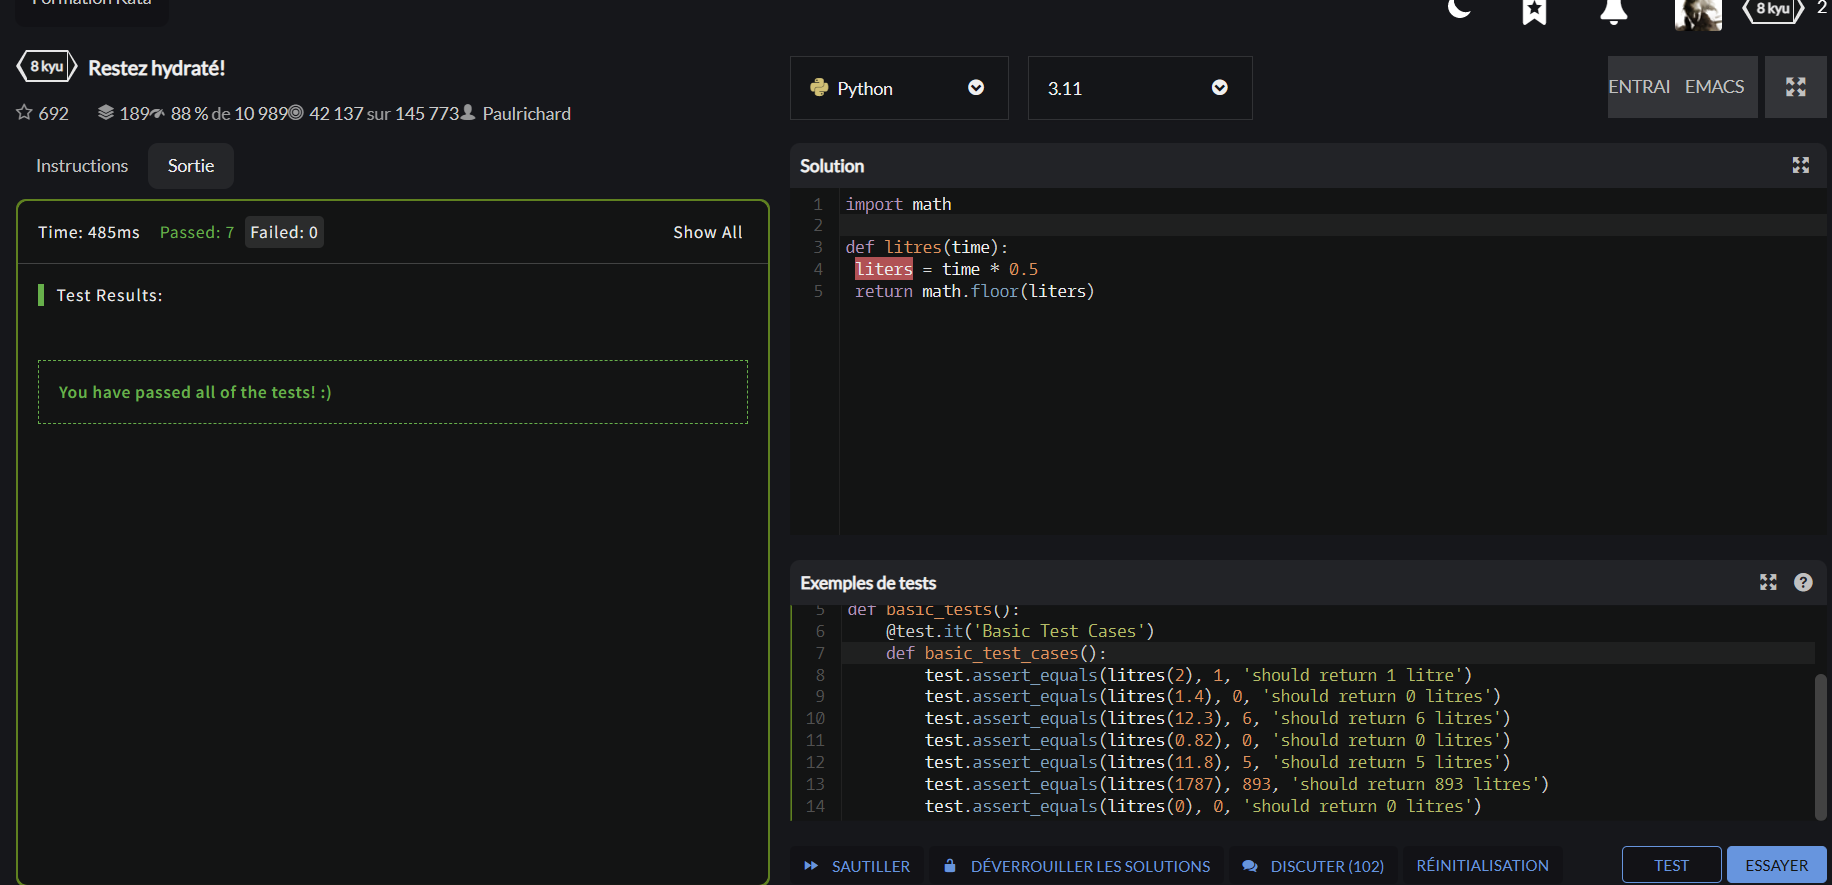 Formation Kata
8 kyu 2
8 kyu Restez hydraté!
692 189 88 % de 10 989 42 137 sur 145 773 Paulrichard
Python
3.11
ENTRAI EMACS
Instructions Sortie
Time: 485ms Passed: 7 Failed: 0 Show All
Test Results:
You have passed all of the tests! :)
Solution
1 import math
2
3 def litres(time):
4 liters = time * 0.5
5 return math.floor(liters)
Exemples de tests
5 def basic_tests():
6 @test.it('Basic Test Cases')
7 def basic_test_cases():
8 test.assert_equals(litres(2), 1, 'should return 1 litre')
9 test.assert_equals(litres(1.4), 0, 'should return 0 litres')
10 test.assert_equals(litres(12.3), 6, 'should return 6 litres')
11 test.assert_equals(litres(0.82), 0, 'should return 0 litres')
12 test.assert_equals(litres(11.8), 5, 'should return 5 litres')
13 test.assert_equals(litres(1787), 893, 'should return 893 litres')
14 test.assert_equals(litres(0), 0, 'should return 0 litres')
SAUTILLER DÉVERROUILLER LES SOLUTIONS DISCUTER (102) RÉINITIALISATION TEST ESSAYER